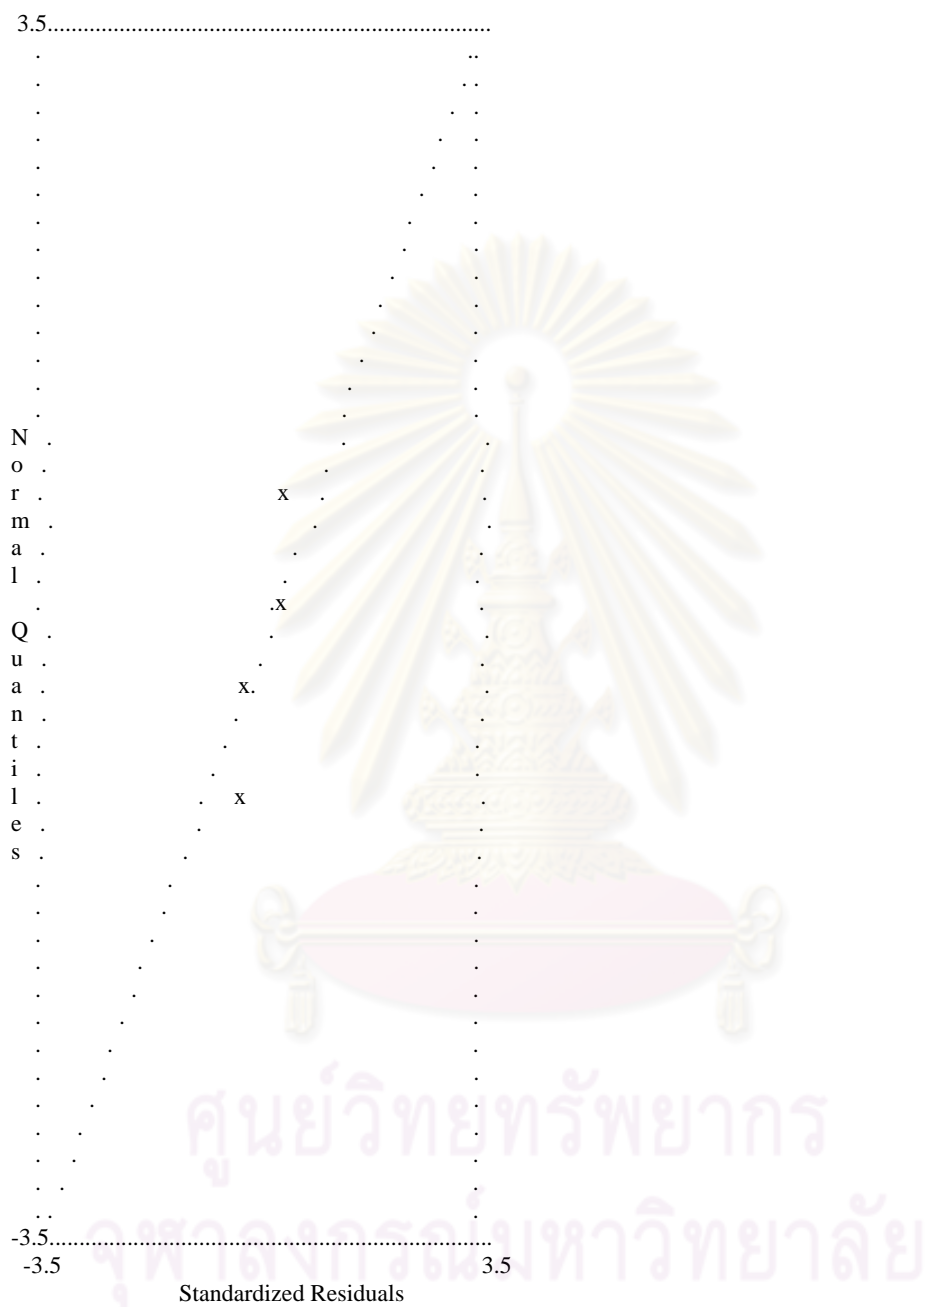 3.5..........................................................................
. ..
. . .
. . .
. . .
. . .
. . .
. . .
. . .
. . .
. . .
. . .
. . .
. . .
. .
N . . .
o . .
r . x . .
m . . .
a . . .
l . . .
. .x .
Q . . .
u . .
a . x. .
n . . .
t . .
i . . .
l . . x .
e . . .
s . . .
. . .
. . .
. . .
. . .
. . .
. . .
. . .
. . .
. . .
. . .
. . .
. . .
. . .
-3.5..........................................................................
-3.5 3.5
Standardized Residuals
ศูนย์วิทยทรัพยากร
จุฬาลงกรณ์มหาวิทยาลัย